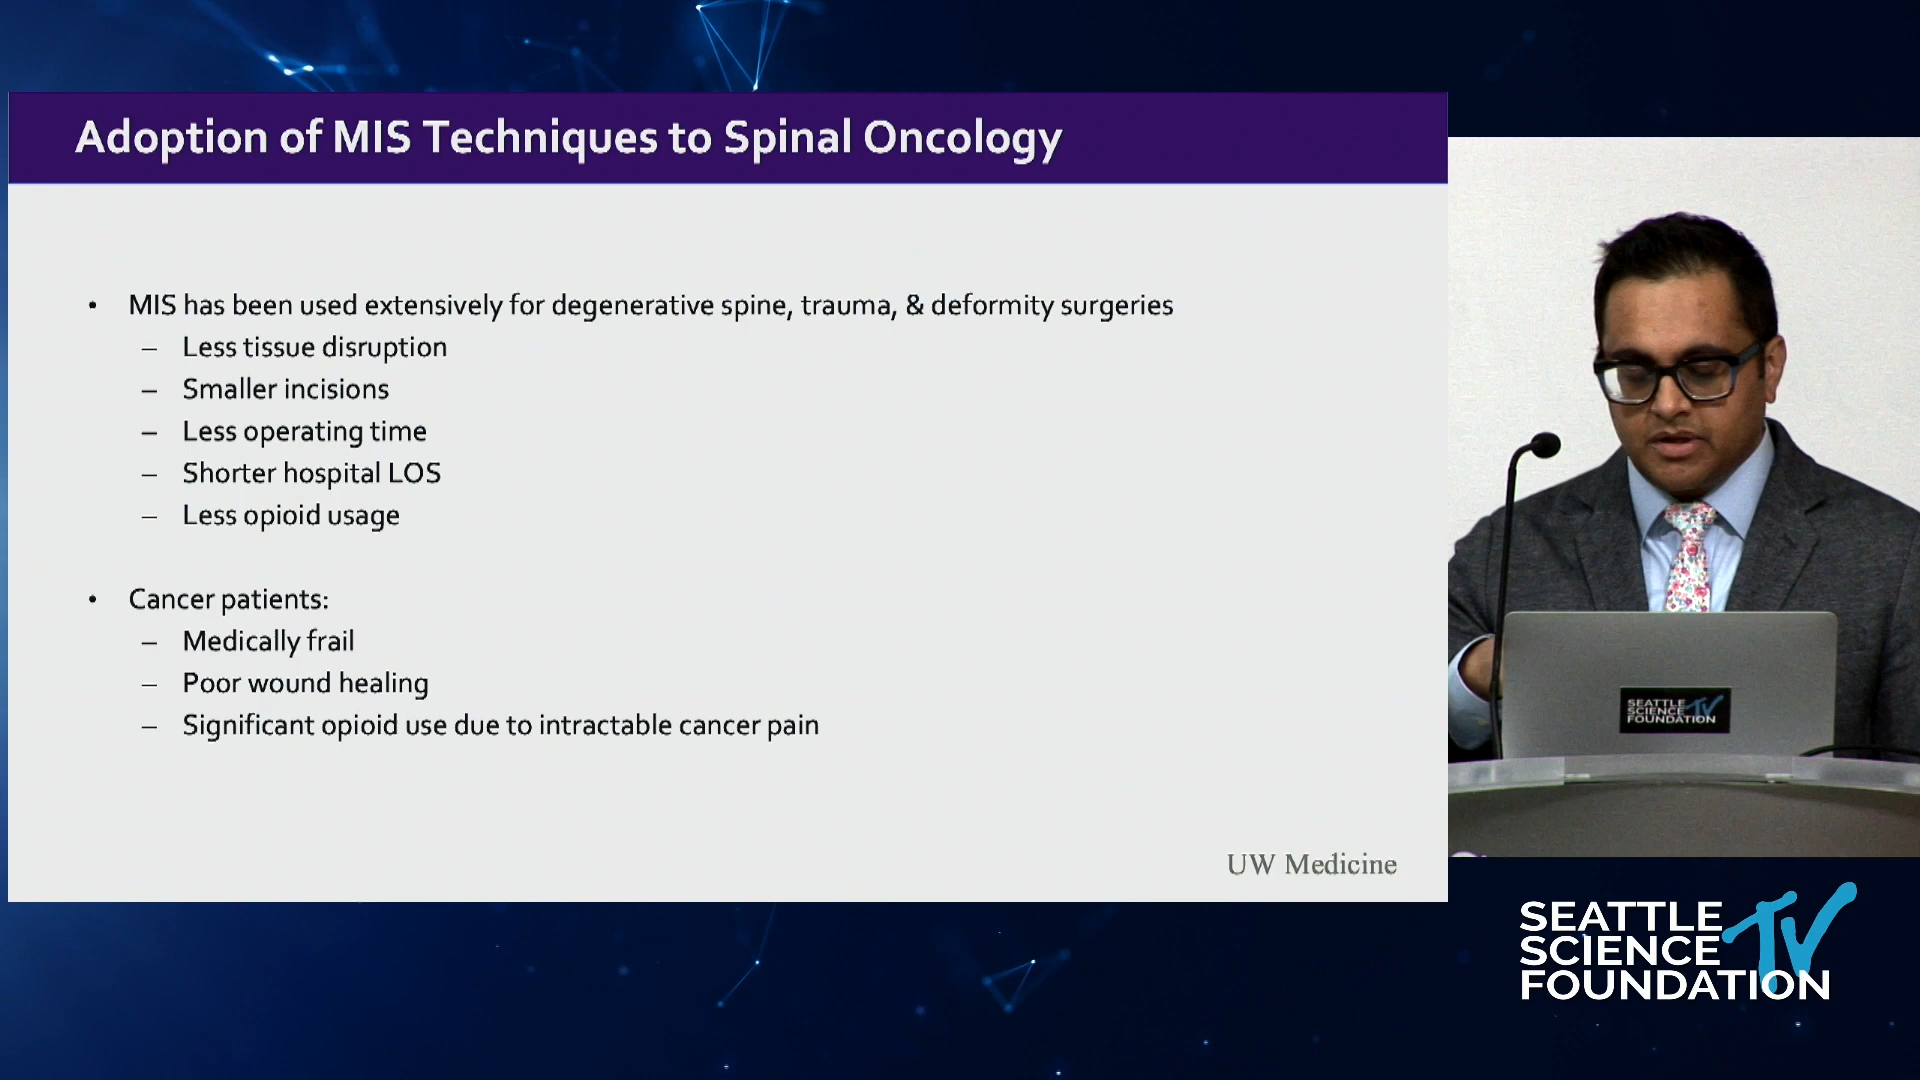 Adoption of MIS Techniques to Spinal Oncology
• MIS has been used extensively for degenerative spine, trauma, & deformity surgeries
– Less tissue disruption
– Smaller incisions
– Less operating time
– Shorter hospital LOS
– Less opioid usage
• Cancer patients:
– Medically frail
– Poor wound healing
– Significant opioid use due to intractable cancer pain
UW Medicine
SEATTLE
SCIENCE TV
FOUNDATION
SEATTLE
SCIENCE TV
FOUNDATION